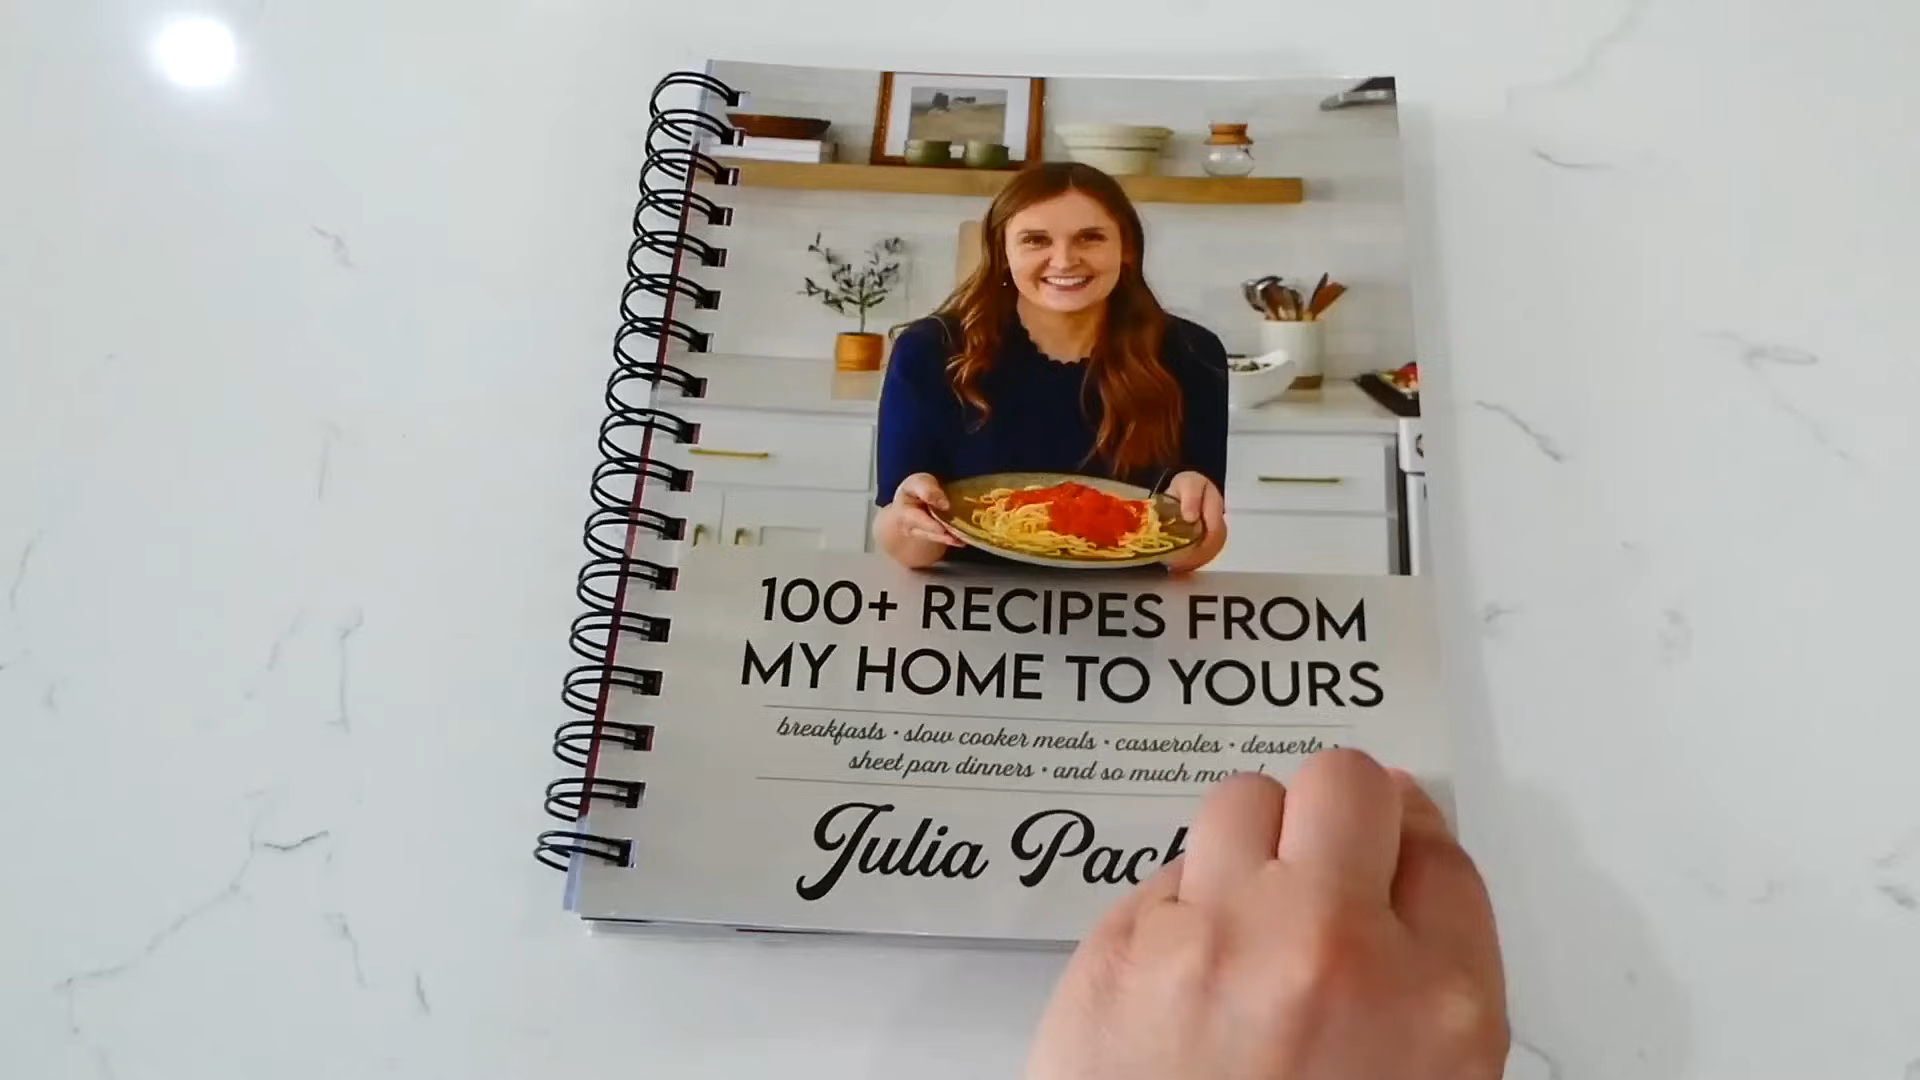 100+ RECIPES FROM
MY HOME TO YOURS
breakfasts • slow cooker meals • casseroles • desserts •
sheet pan dinners • and so much
Julia